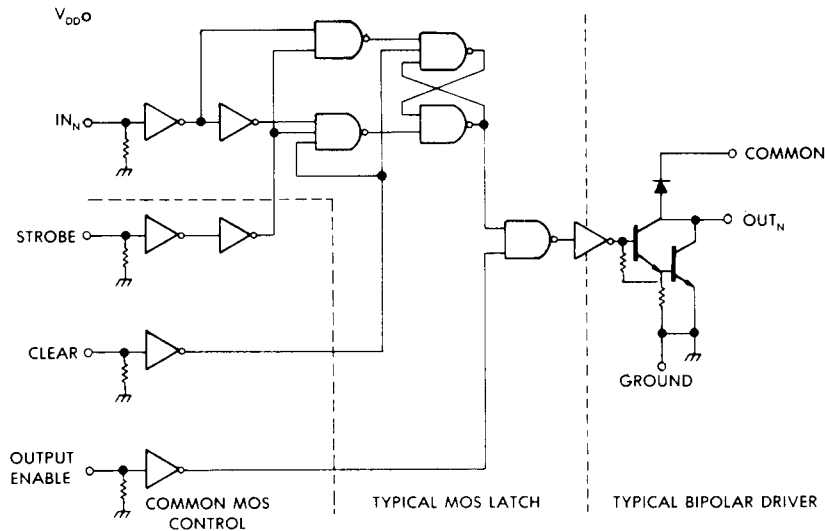 V_DD
IN_N
COMMON
STROBE
OUT_N
CLEAR
GROUND
OUTPUT
ENABLE
COMMON MOS
CONTROL
TYPICAL MOS LATCH
TYPICAL BIPOLAR DRIVER